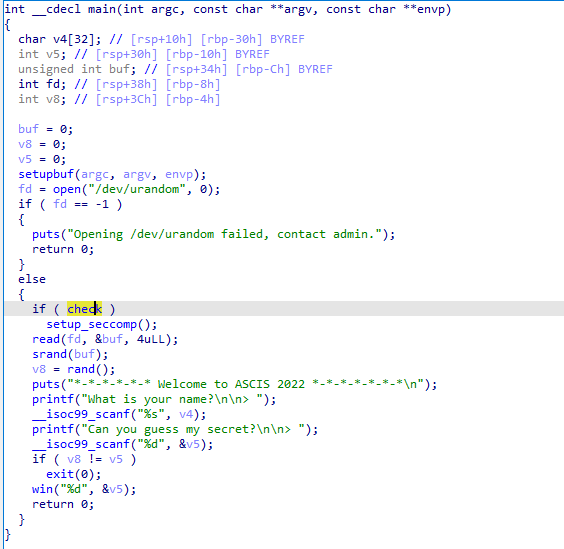 int __cdecl main(int argc, const char **argv, const char **envp)
{
char v4[32]; // [rsp+10h] [rbp-30h] BYREF
int v5; // [rsp+30h] [rbp-10h] BYREF
unsigned int buf; // [rsp+34h] [rbp-Ch] BYREF
int fd; // [rsp+38h] [rbp-8h]
int v8; // [rsp+3Ch] [rbp-4h]
buf = 0;
v8 = 0;
v5 = 0;
setupbuf(argc, argv, envp);
fd = open("/dev/urandom", 0);
if ( fd == -1 )
{
puts("Opening /dev/urandom failed, contact admin.");
return 0;
}
else
{
if ( check )
setup_seccomp();
read(fd, &buf, 4uLL);
srand(buf);
v8 = rand();
puts("*-*-*-*-*-* Welcome to ASCIS 2022 *-*-*-*-*-*-*\n");
printf("What is your name?\n\n> ");
__isoc99_scanf("%s", v4);
printf("Can you guess my secret?\n\n> ");
__isoc99_scanf("%d", &v5);
if ( v8 != v5 )
exit(0);
win("%d", &v5);
return 0;
}
}